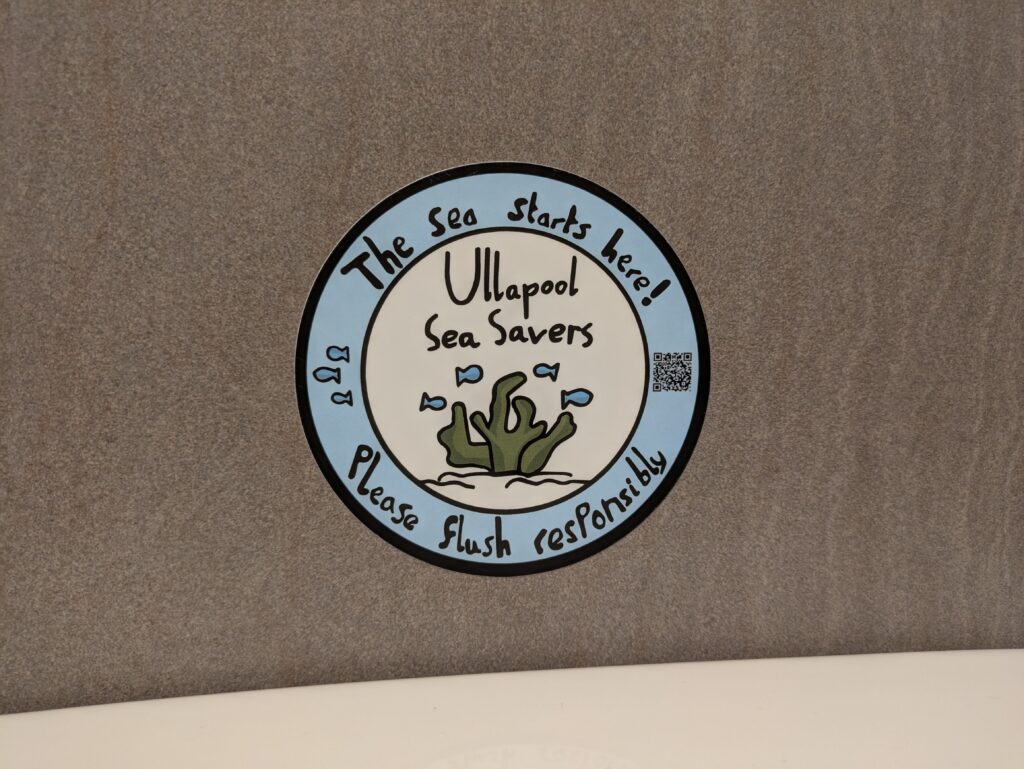 The sea starts here!
Ullapool
Sea Savers
Please flush responsibly